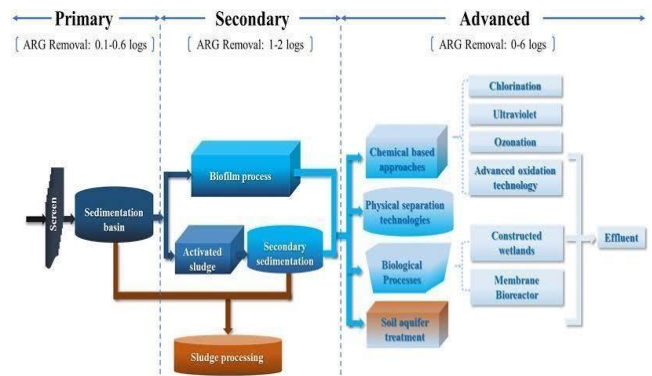 Primary
[ ARG Removal: 0.1-0.6 logs ]
Secondary
[ ARG Removal: 1-2 logs ]
Advanced
[ ARG Removal: 0-6 logs ]
Screen
Sedimentation
basin
Biofilm process
Activated
sludge
Secondary
sedimentation
Sludge processing
Chemical based
approaches
Physical separation
technologies
Biological
Processes
Soil aquifer
treatment
Chlorination
Ultraviolet
Ozonation
Advanced oxidation
technology
Constructed
wetlands
Membrane
Bioreactor
Effluent